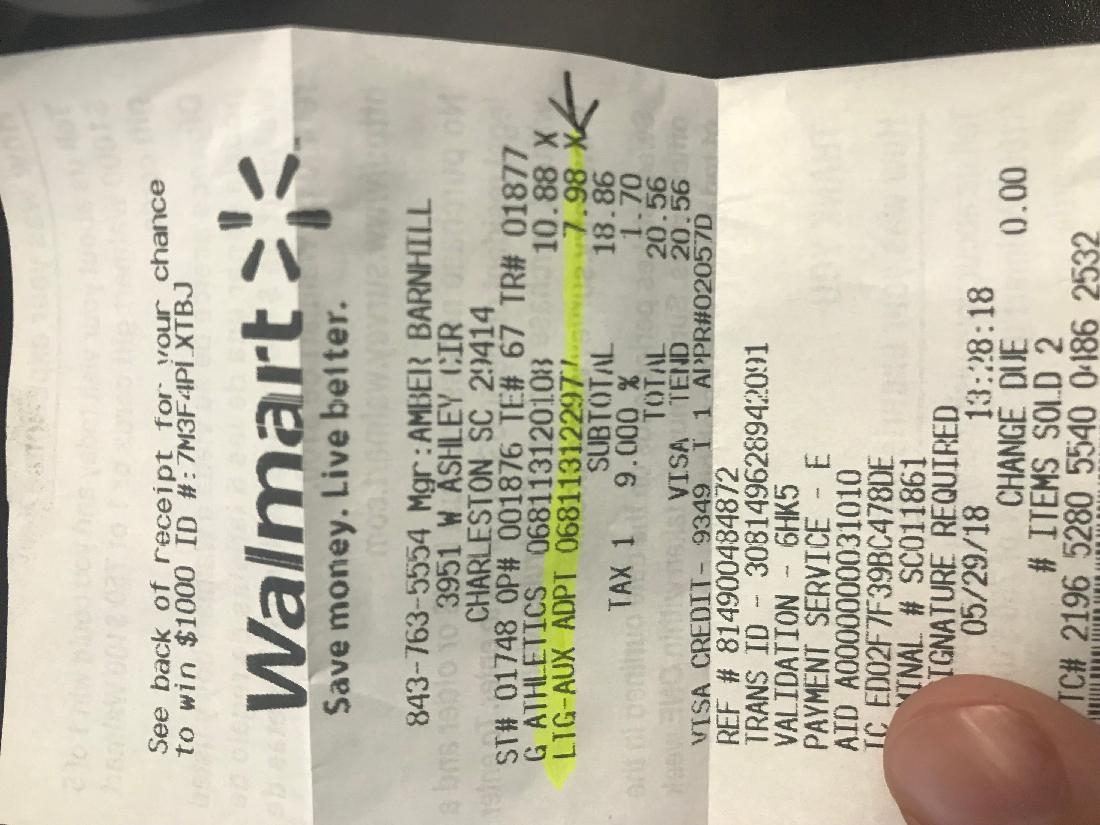 See back of receipt for your chance
to win $1000 ID #:7M3F4PLXTBJ
Walmart
Save money. Live better.
843-763-5554 Mgr:AMBER BARNHILL
3951 W ASHLEY CIR
CHARLESTON SC 29414
ST# 01748 OP# 001876 TE# 67 TR# 01877
G ATHLETICS 068113120108 10.88 X
LTG-AUX ADPT 068113122977 7.98 X
SUBTOTAL 18.86
TAX 1 9.000 % 1.70
TOTAL 20.56
VISA TEND 20.56
VISA CREDIT- 9349 I 1 APPR#02057D
REF # 814900484872
TRANS ID - 308149628942091
VALIDATION - 6HK5
PAYMENT SERVICE - E
AID A0000000031010
TC ED02F7F39BC478DE
MINAL # SC011861
IGNATURE REQUIRED
05/29/18 13:28:18
CHANGE DUE 0.00
# ITEMS SOLD 2
TC# 2196 5280 5540 0486 2532